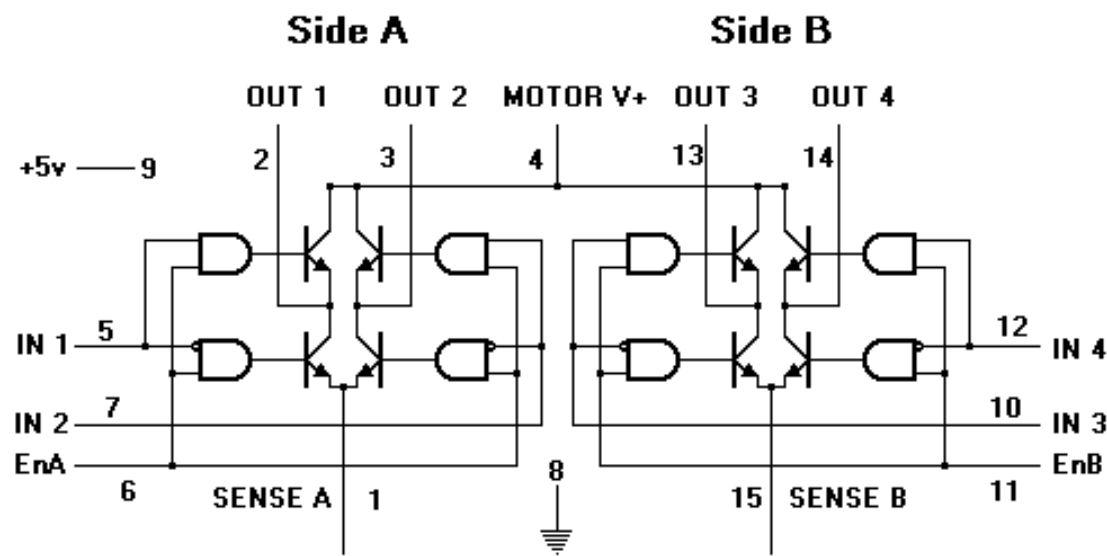 Side A Side B
OUT 1 OUT 2 MOTOR V+ OUT 3 OUT 4
+5v 9 2 3 4 13 14
IN 1 5 12 IN 4
IN 2 7 10 IN 3
EnA 6 8 11 EnB
SENSE A 1 15 SENSE B